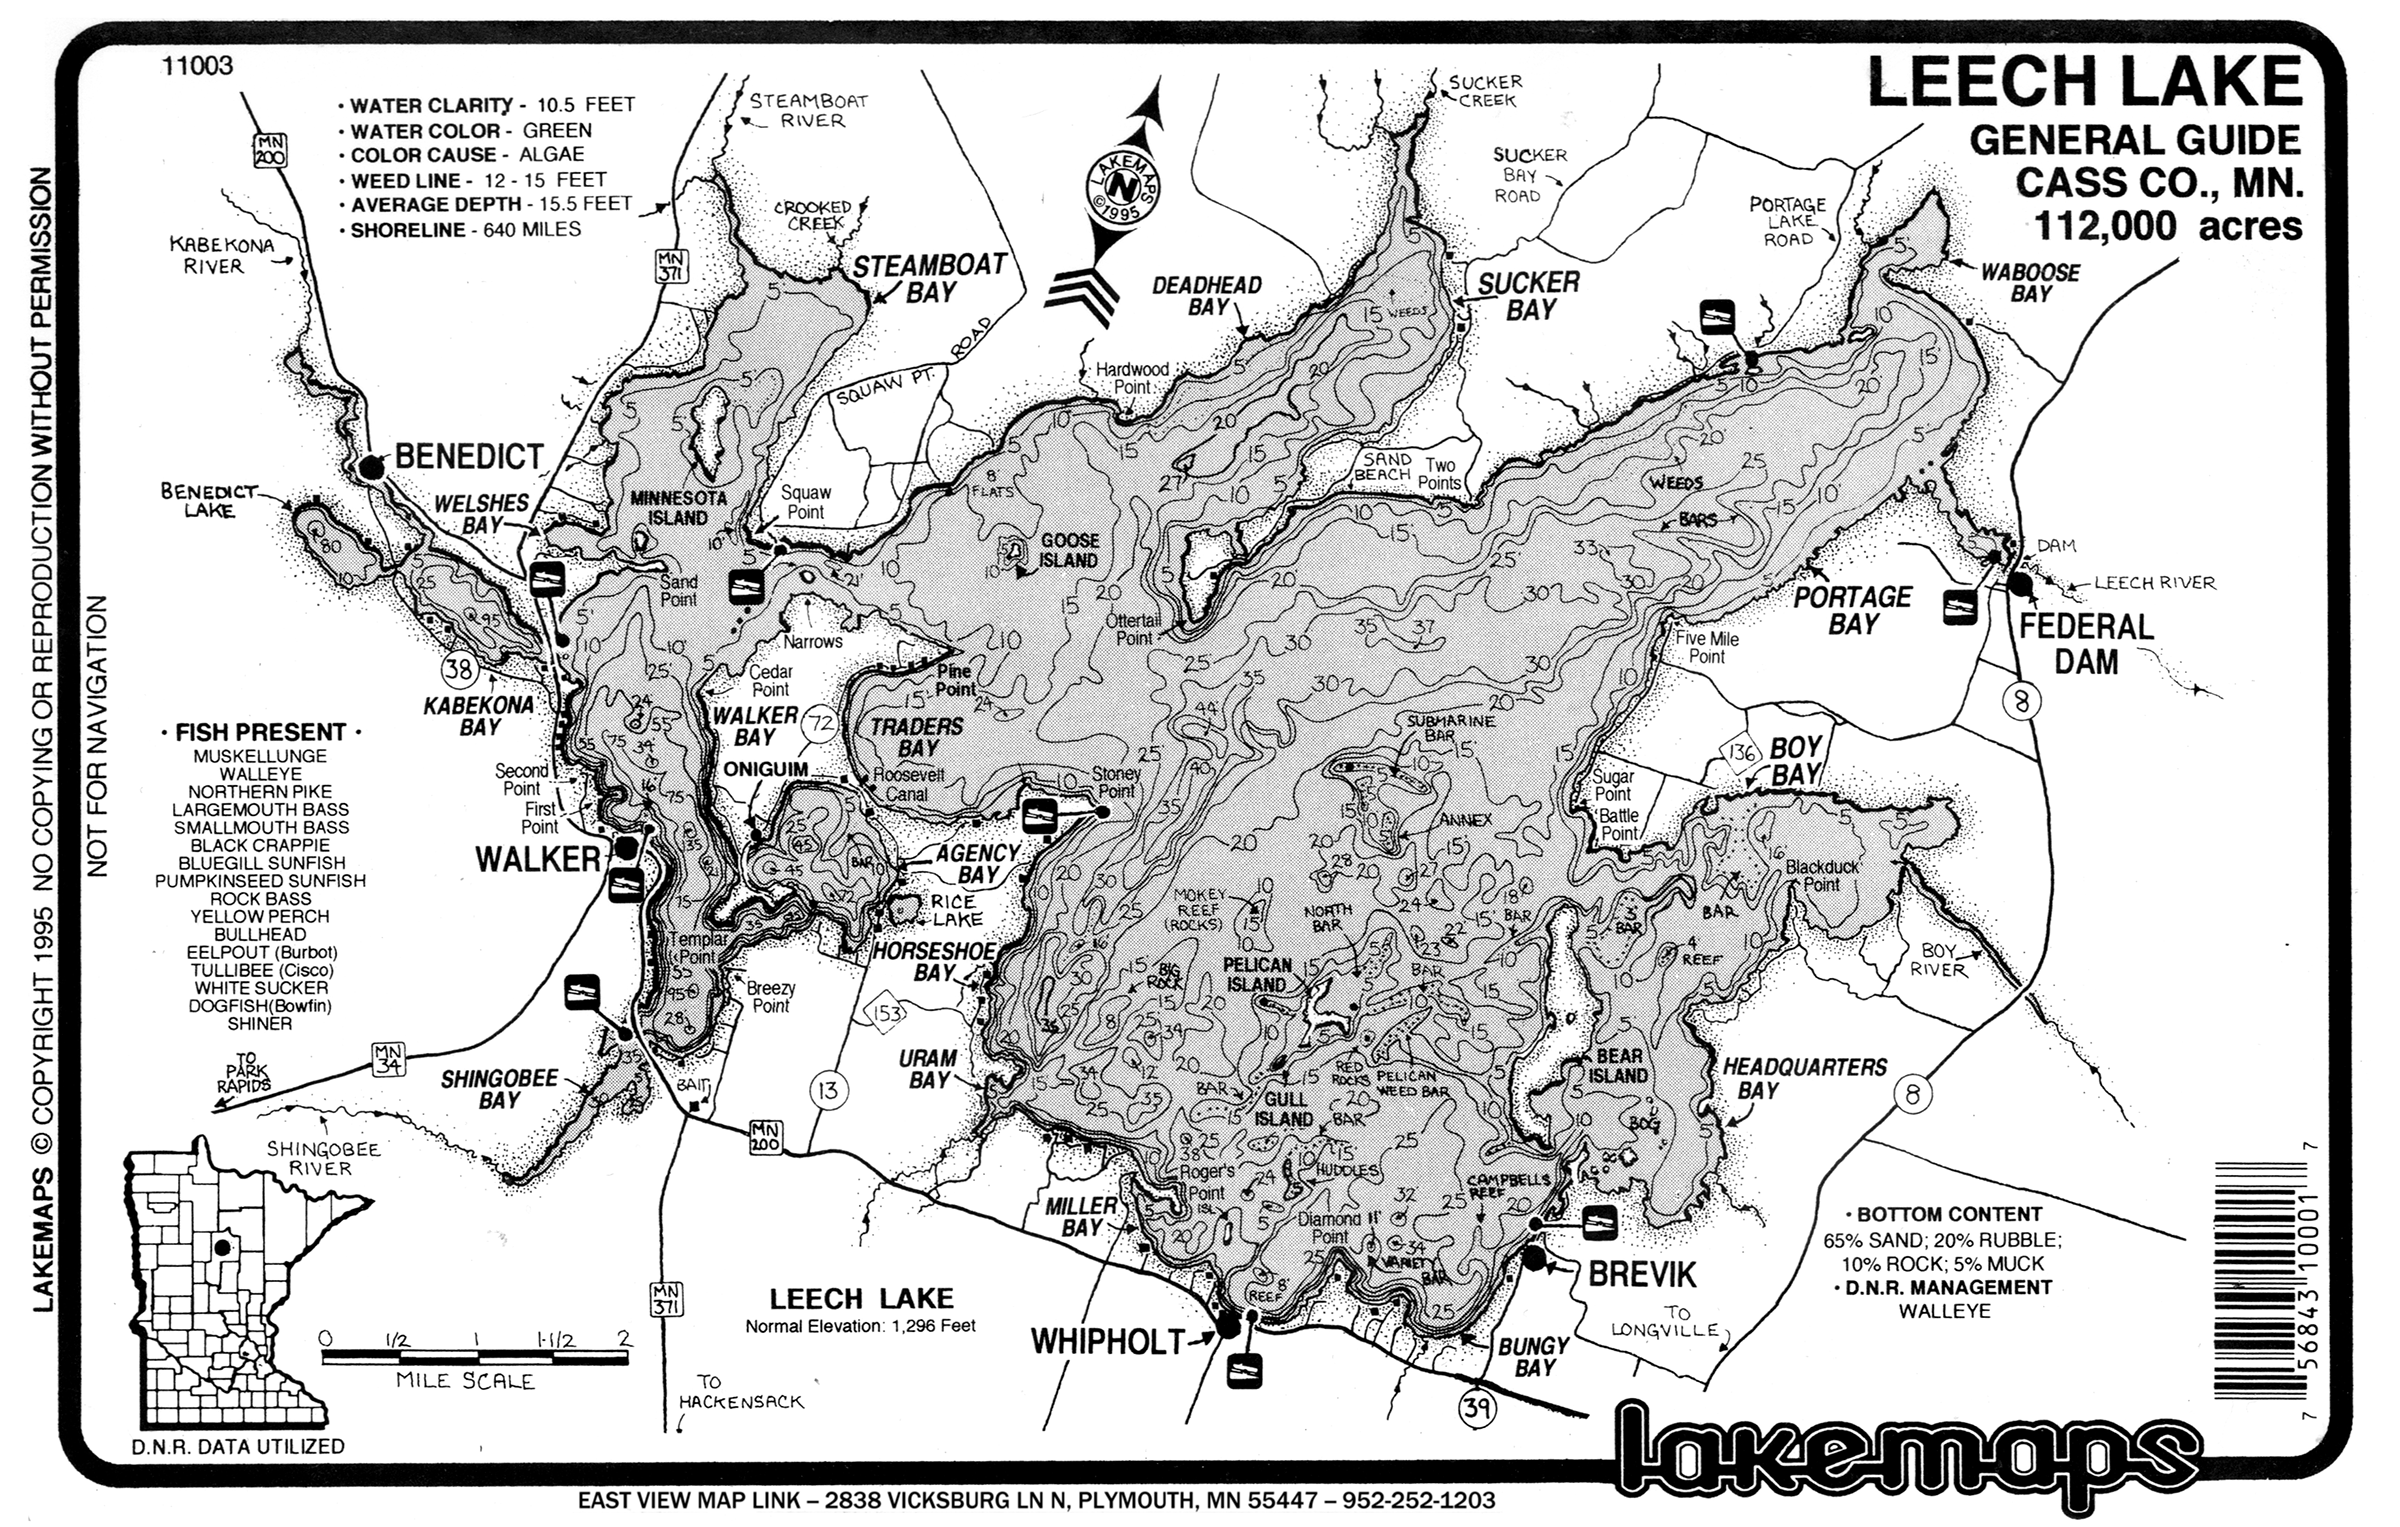 11003
LEECH LAKE
GENERAL GUIDE
CASS CO., MN.
112,000 acres
• WATER CLARITY - 10.5 FEET
• WATER COLOR - GREEN
• COLOR CAUSE - ALGAE
• WEED LINE - 12 - 15 FEET
• AVERAGE DEPTH - 15.5 FEET
• SHORELINE - 640 MILES
LAKEMAPS © COPYRIGHT 1995 NO COPYING OR REPRODUCTION WITHOUT PERMISSION
NOT FOR NAVIGATION
MN
200
KABEKONA
RIVER
STEAMBOAT
RIVER
CROOKED
CREEK
MN
371
STEAMBOAT
BAY
LAKEMAPS
N
©1995
DEADHEAD
BAY
SUCKER
CREEK
SUCKER
BAY
ROAD
SUCKER
BAY
PORTAGE
LAKE
ROAD
WABOOSE
BAY
ROAD
SQUAW PT.
Hardwood
Point
BENEDICT
BENEDICT
LAKE
WELSHES
BAY
MINNESOTA
ISLAND
Squaw
Point
8'
FLATS
GOOSE
ISLAND
SAND
BEACH
Two
Points
WEEDS
WEEDS
BARS
DAM
LEECH RIVER
FEDERAL
DAM
PORTAGE
BAY
Sand
Point
Narrows
Ottertail
Point
Five Mile
Point
38
KABEKONA
BAY
Cedar
Point
WALKER
BAY
72
Pine
Point
TRADERS
BAY
ONIGUIM
Roosevelt
Canal
Stoney
Point
SUBMARINE
BAR
ANNEX
136
BOY
BAY
8
Sugar
Point
Battle
Point
Second
Point
First
Point
WALKER
AGENCY
BAY
BAR
RICE
LAKE
HORSESHOE
BAY
MOKEY
REEF
(ROCKS)
NORTH
BAR
BAR
BAR
Blackduck
Point
BAR
4
REEF
BOY
RIVER
• FISH PRESENT •
MUSKELLUNGE
WALLEYE
NORTHERN PIKE
LARGEMOUTH BASS
SMALLMOUTH BASS
BLACK CRAPPIE
BLUEGILL SUNFISH
PUMPKINSEED SUNFISH
ROCK BASS
YELLOW PERCH
BULLHEAD
EELPOUT (Burbot)
TULLIBEE (Cisco)
WHITE SUCKER
DOGFISH(Bowfin)
SHINER
Templar
Point
Breezy
Point
153
BIG
ROCK
PELICAN
ISLAND
BAR
RED
ROCKS
PELICAN
WEED BAR
BEAR
ISLAND
HEADQUARTERS
BAY
TO
PARK
RAPIDS
MN
34
SHINGOBEE
BAY
BAIT
URAM
BAY
13
BAR
GULL
ISLAND
BAR
BOG
8
SHINGOBEE
RIVER
MN
200
Roger's
Point
ISL.
HUDDLES
CAMPBELLS
REEF
MILLER
BAY
Diamond
Point
VARIETY
BAR
8'
REEF
BREVIK
• BOTTOM CONTENT
65% SAND; 20% RUBBLE;
10% ROCK; 5% MUCK
• D.N.R. MANAGEMENT
WALLEYE
MN
371
LEECH LAKE
Normal Elevation: 1,296 Feet
WHIPHOLT
BUNGY
BAY
TO
LONGVILLE
39
0 1/2 1 1-1/2 2
MILE SCALE
TO
HACKENSACK
D.N.R. DATA UTILIZED
7 56843 10001 7
lakemaps
EAST VIEW MAP LINK – 2838 VICKSBURG LN N, PLYMOUTH, MN 55447 – 952-252-1203